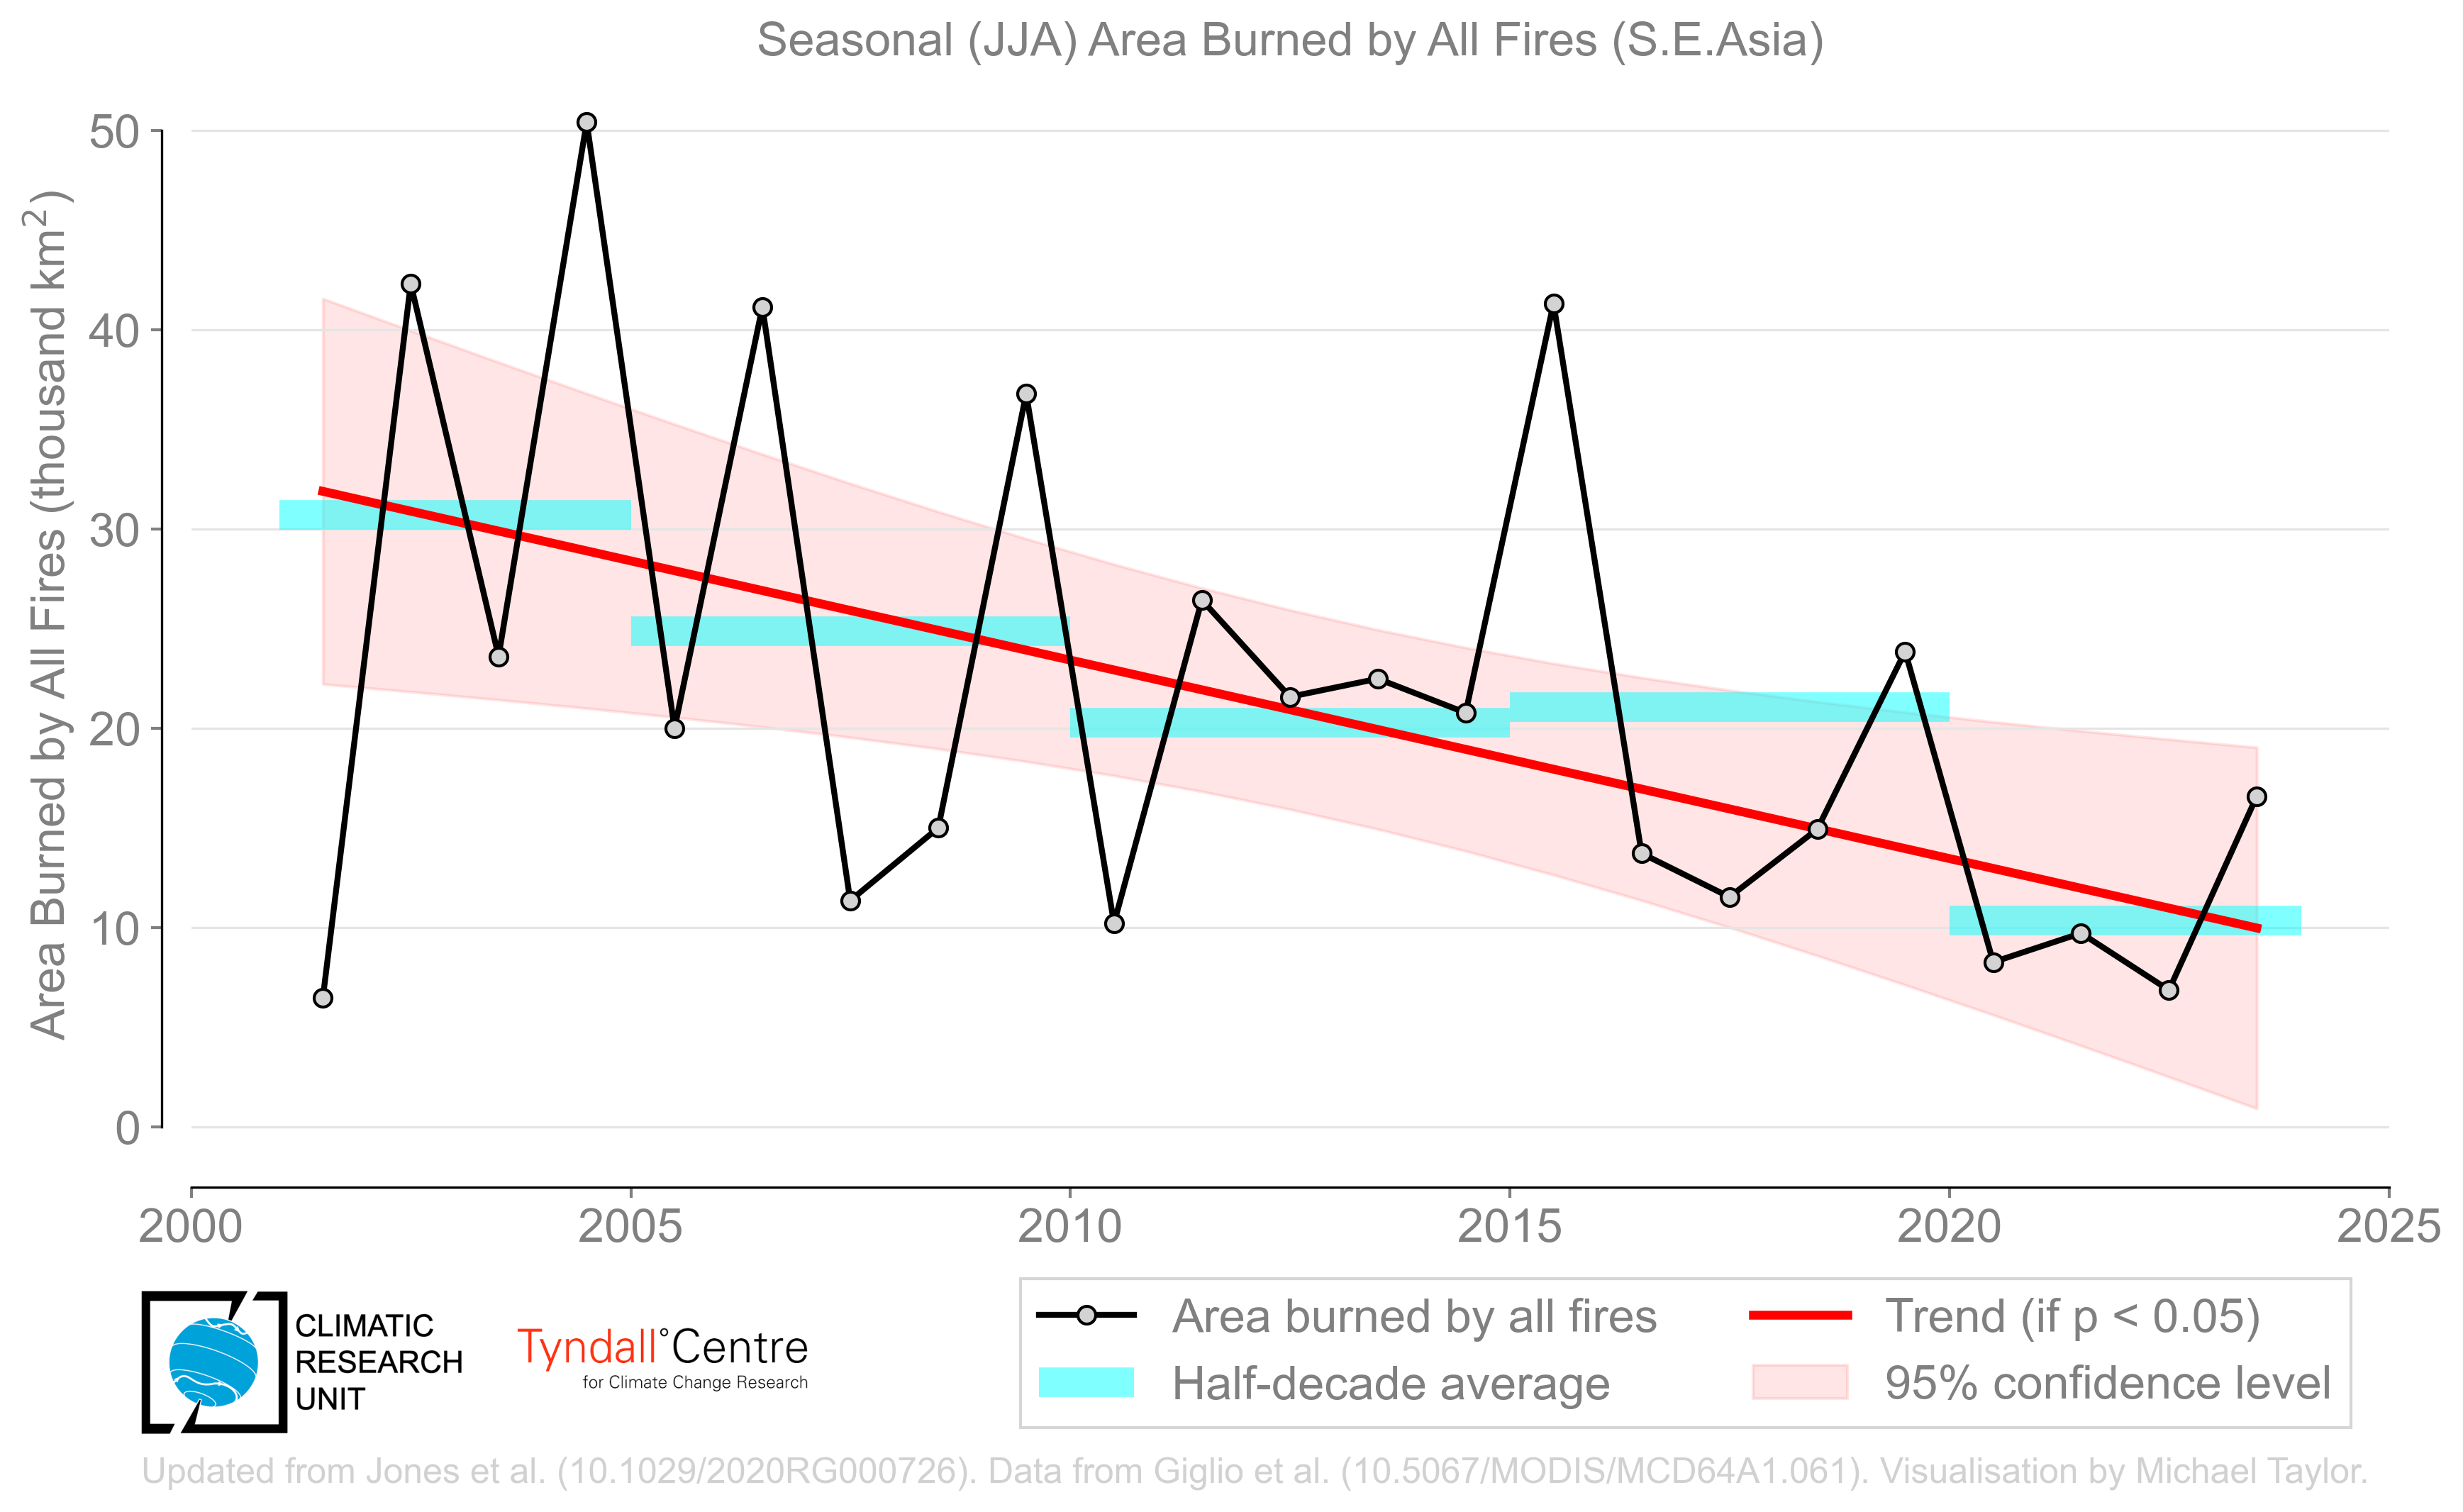 Seasonal (JJA) Area Burned by All Fires (S.E.Asia)
Area Burned by All Fires (thousand km²)
50
40
30
20
10
0
2000 2005 2010 2015 2020 2025
CLIMATIC
RESEARCH
UNIT
Tyndall°Centre
for Climate Change Research
Area burned by all fires
Half-decade average
Trend (if p < 0.05)
95% confidence level
Updated from Jones et al. (10.1029/2020RG000726). Data from Giglio et al. (10.5067/MODIS/MCD64A1.061). Visualisation by Michael Taylor.